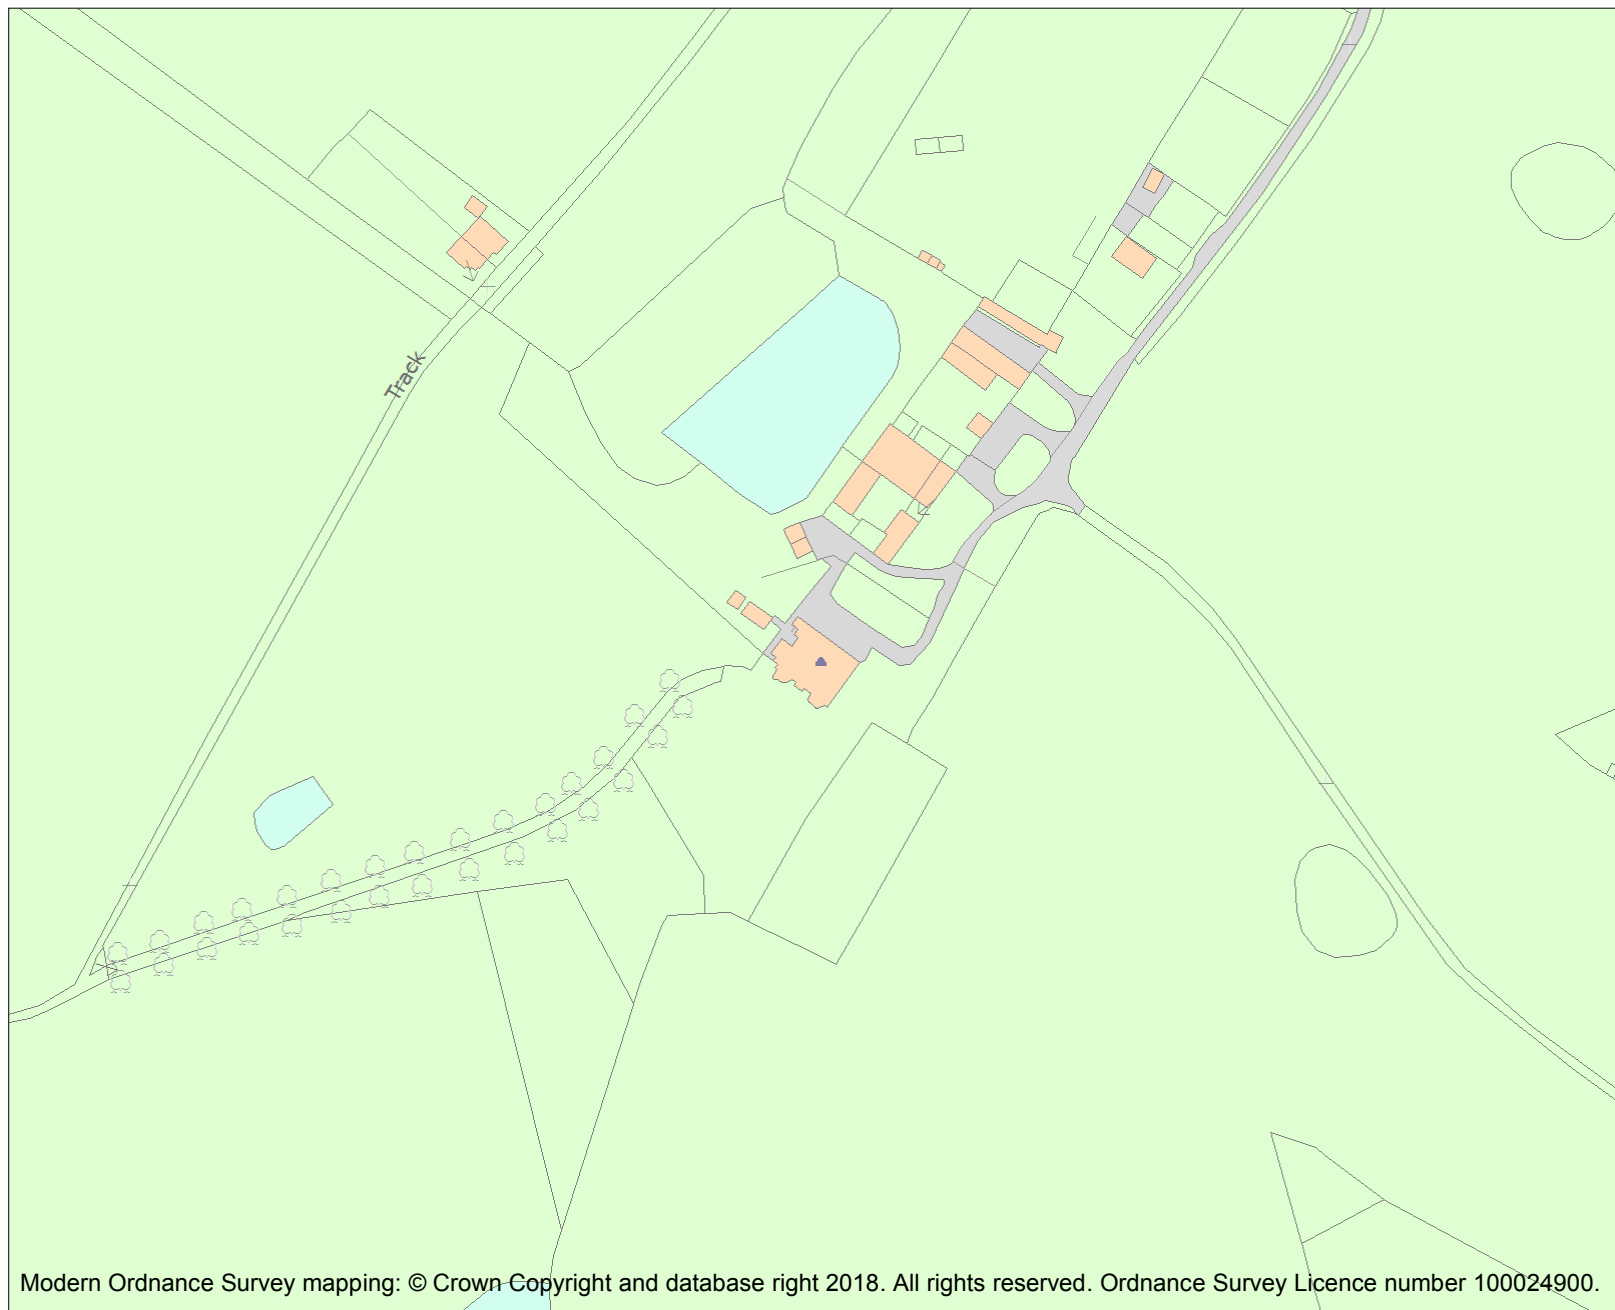 Track
Modern Ordnance Survey mapping: © Crown Copyright and database right 2018. All rights reserved. Ordnance Survey Licence number 100024900.